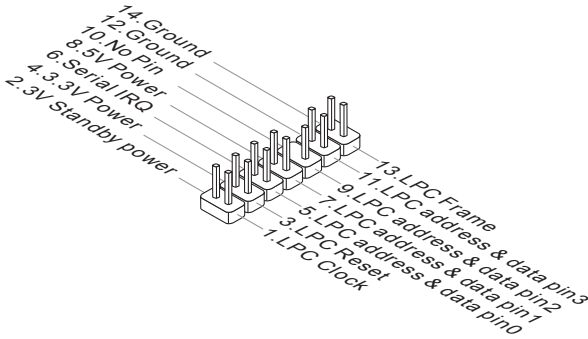 14.Ground
12.Ground
10.No Pin
8.5V Power
6.Serial IRQ
4.3.3V Power
2.3V Standby power
1.LPC Clock
3.LPC Reset
5.LPC address & data pin0
7.LPC address & data pin1
9.LPC address & data pin2
11.LPC address & data pin3
13.LPC Frame